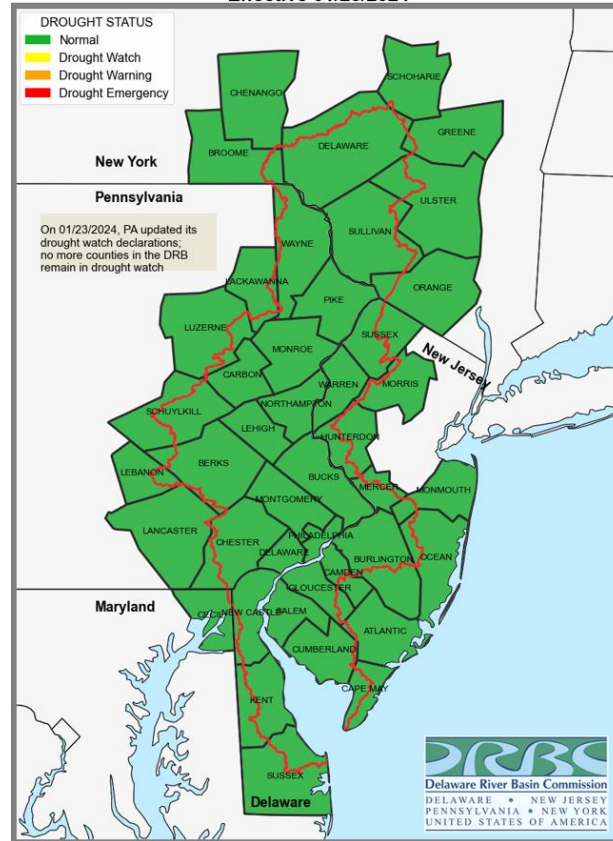 DROUGHT STATUS
Normal
Drought Watch
Drought Warning
Drought Emergency
SCHOHARIE
CHENANGO
GREENE
DELAWARE
BROOME
New York
Pennsylvania
ULSTER
On 01/23/2024, PA updated its
drought watch declarations;
no more counties in the DRB
remain in drought watch
SULLIVAN
WAYNE
LACKAWANNA
ORANGE
PIKE
LUZERNE
SUSSEX
MONROE
New Jersey
CARBON
WARREN
MORRIS
NORTHAMPTON
SCHUYLKILL
LEHIGH
HUNTERDON
BERKS
LEBANON
BUCKS
MERCER
MONMOUTH
MONTGOMERY
LANCASTER
PHILADELPHIA
CHESTER
DELAWARE
BURLINGTON
OCEAN
CAMDEN
GLOUCESTER
Maryland
CECIL
NEW CASTLE
SALEM
ATLANTIC
CUMBERLAND
CAPE MAY
KENT
SUSSEX
Delaware
DRBC
Delaware River Basin Commission
DELAWARE • NEW JERSEY
PENNSYLVANIA • NEW YORK
UNITED STATES OF AMERICA